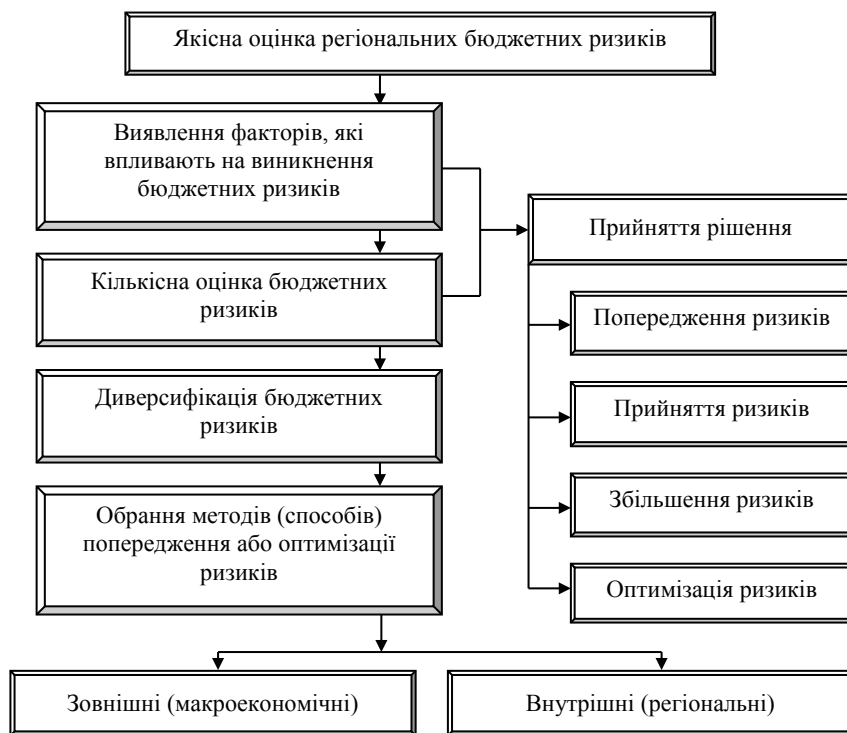 Якісна оцінка регіональних бюджетних ризиків
Виявлення факторів, які
впливають на виникнення
бюджетних ризиків
Прийняття рішення
Кількісна оцінка бюджетних
ризиків
Попередження ризиків
Диверсифікація бюджетних
ризиків
Прийняття ризиків
Обрання методів (способів)
попередження або оптимізації
ризиків
Збільшення ризиків
Оптимізація ризиків
Зовнішні (макроекономічні)
Внутрішні (регіональні)